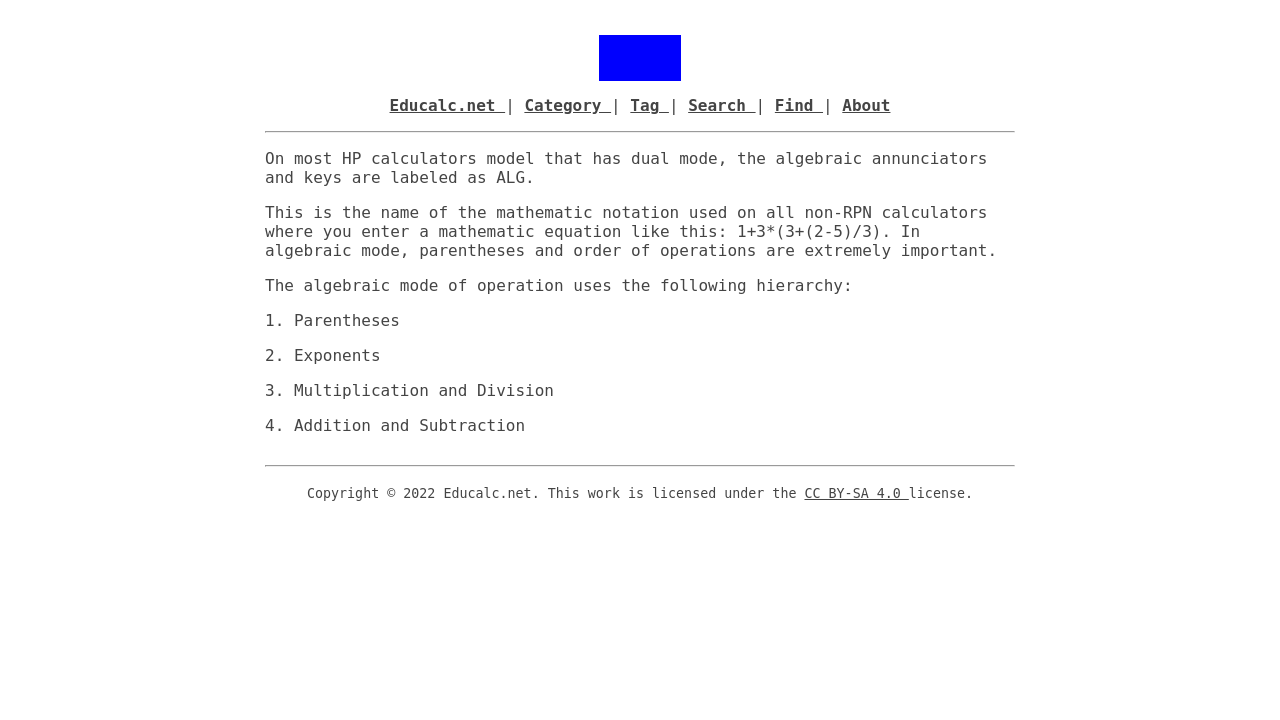 Educalc.net | Category | Tag | Search | Find | About
On most HP calculators model that has dual mode, the algebraic annunciators
and keys are labeled as ALG.
This is the name of the mathematic notation used on all non-RPN calculators
where you enter a mathematic equation like this: 1+3*(3+(2-5)/3). In
algebraic mode, parentheses and order of operations are extremely important.
The algebraic mode of operation uses the following hierarchy:
1. Parentheses
2. Exponents
3. Multiplication and Division
4. Addition and Subtraction
Copyright © 2022 Educalc.net. This work is licensed under the CC BY-SA 4.0 license.